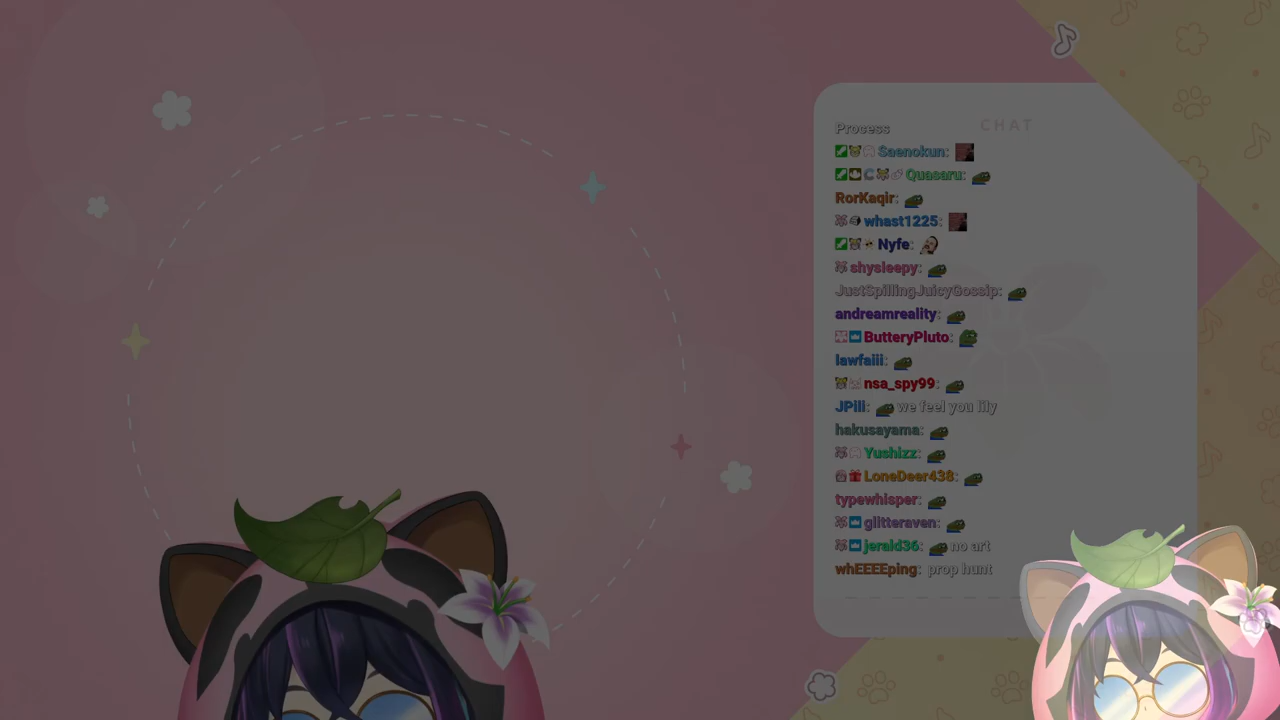 CHAT
Process
Saenokun:
C Quasaru:
RorKaqir:
whast1225:
Nyfe:
shysleepy:
JustSpillingJuicyGossip:
andreamreality:
ButteryPluto:
lawfaiii:
nsa_spy99:
JPili: we feel you lily
hakusayama:
Yushizz:
LoneDeer438:
typewhisper:
glitteraven:
jerald36: no art
whEEEEping: prop hunt